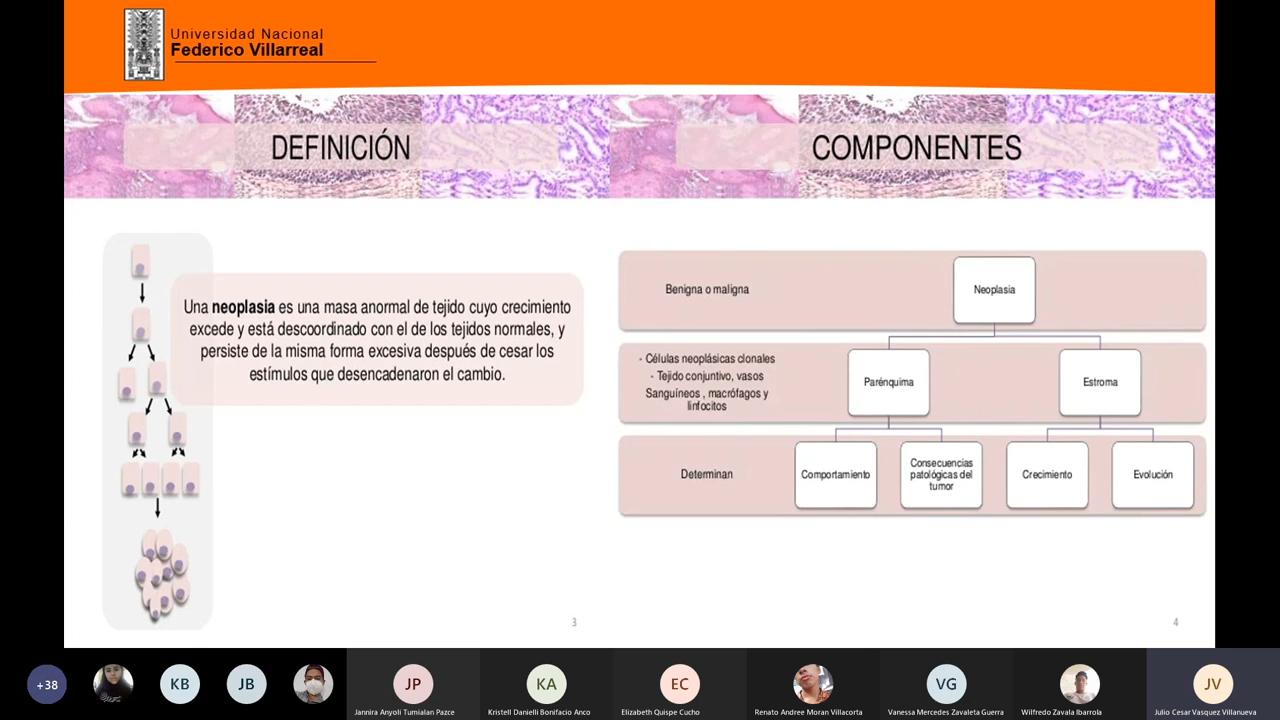 Universidad Nacional
Federico Villarreal
DEFINICIÓN
Una neoplasia es una masa anormal de tejido cuyo crecimiento
excede y está descoordinado con el de los tejidos normales, y
persiste de la misma forma excesiva después de cesar los
estímulos que desencadenaron el cambio.
3
COMPONENTES
Benigna o maligna
Neoplasia
- Células neoplásicas clonales
- Tejido conjuntivo, vasos
Sanguíneos , macrófagos y
linfocitos
Parénquima
Estroma
Determinan
Comportamiento
Consecuencias
patológicas del
tumor
Crecimiento
Evolución
4
+38
KB
JB
JP
Jannira Anyoli Tumialan Pazce
KA
Kristell Danielli Bonifacio Anco
EC
Elizabeth Quispe Cucho
Renato Andree Moran Villacorta
VG
Vanessa Mercedes Zavaleta Guerra
Wilfredo Zavala Ibarrola
JV
Julio Cesar Vasquez Villanueva